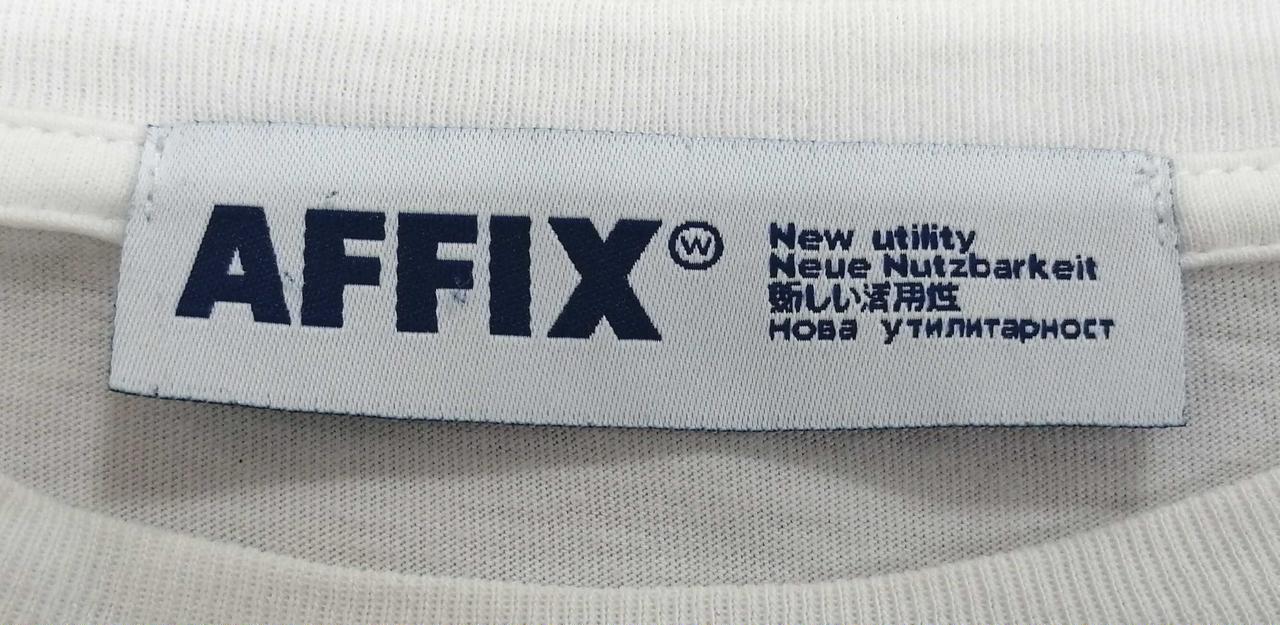 AFFIX Ⓦ
New utility
Neue Nutzbarkeit
新しい活用性
Нова утилитарност